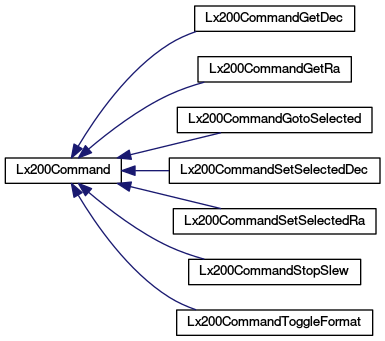 Lx200CommandGetDec
Lx200CommandGetRa
Lx200CommandGotoSelected
Lx200Command
Lx200CommandSetSelectedDec
Lx200CommandSetSelectedRa
Lx200CommandStopSlew
Lx200CommandToggleFormat